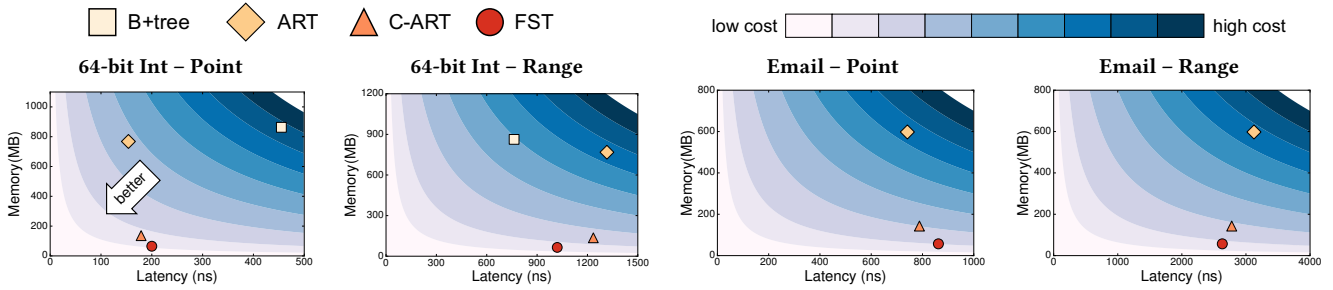 B+tree ART C-ART FST low cost high cost
64-bit Int – Point 64-bit Int – Range Email – Point Email – Range
Memory(MB)
1000
800
600
400
200
0
better
0 100 200 300 400 500
Latency (ns)
Memory(MB)
1200
900
600
300
0
0 300 600 900 1200 1500
Latency (ns)
Memory(MB)
800
600
400
200
0
0 200 400 600 800 1000
Latency (ns)
Memory(MB)
800
600
400
200
0
0 1000 2000 3000 4000
Latency (ns)